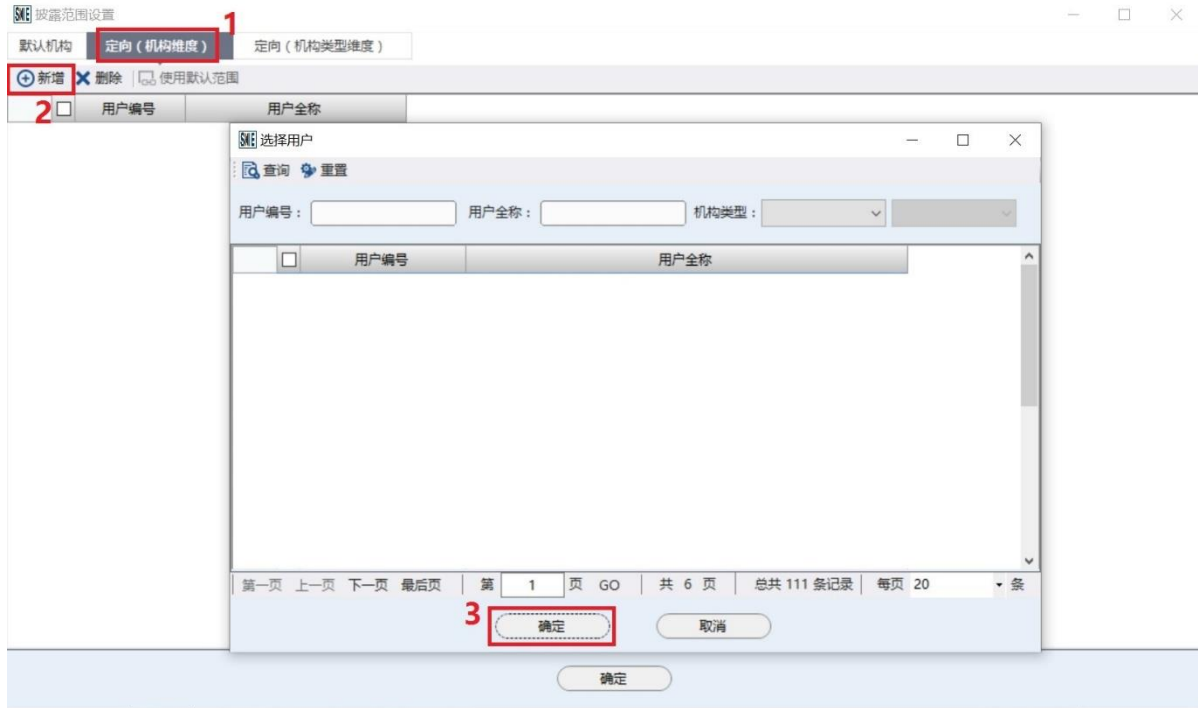 SME 披露范围设置
1
默认机构 定向（机构维度） 定向（机构类型维度）
新增 删除 使用默认范围
2
用户编号 用户全称
SME 选择用户
查询 重置
用户编号： 用户全称： 机构类型：
用户编号 用户全称
第一页 上一页 下一页 最后页 第 1 页 GO 共 6 页 总共 111 条记录 每页 20 条
3
确定 取消
确定